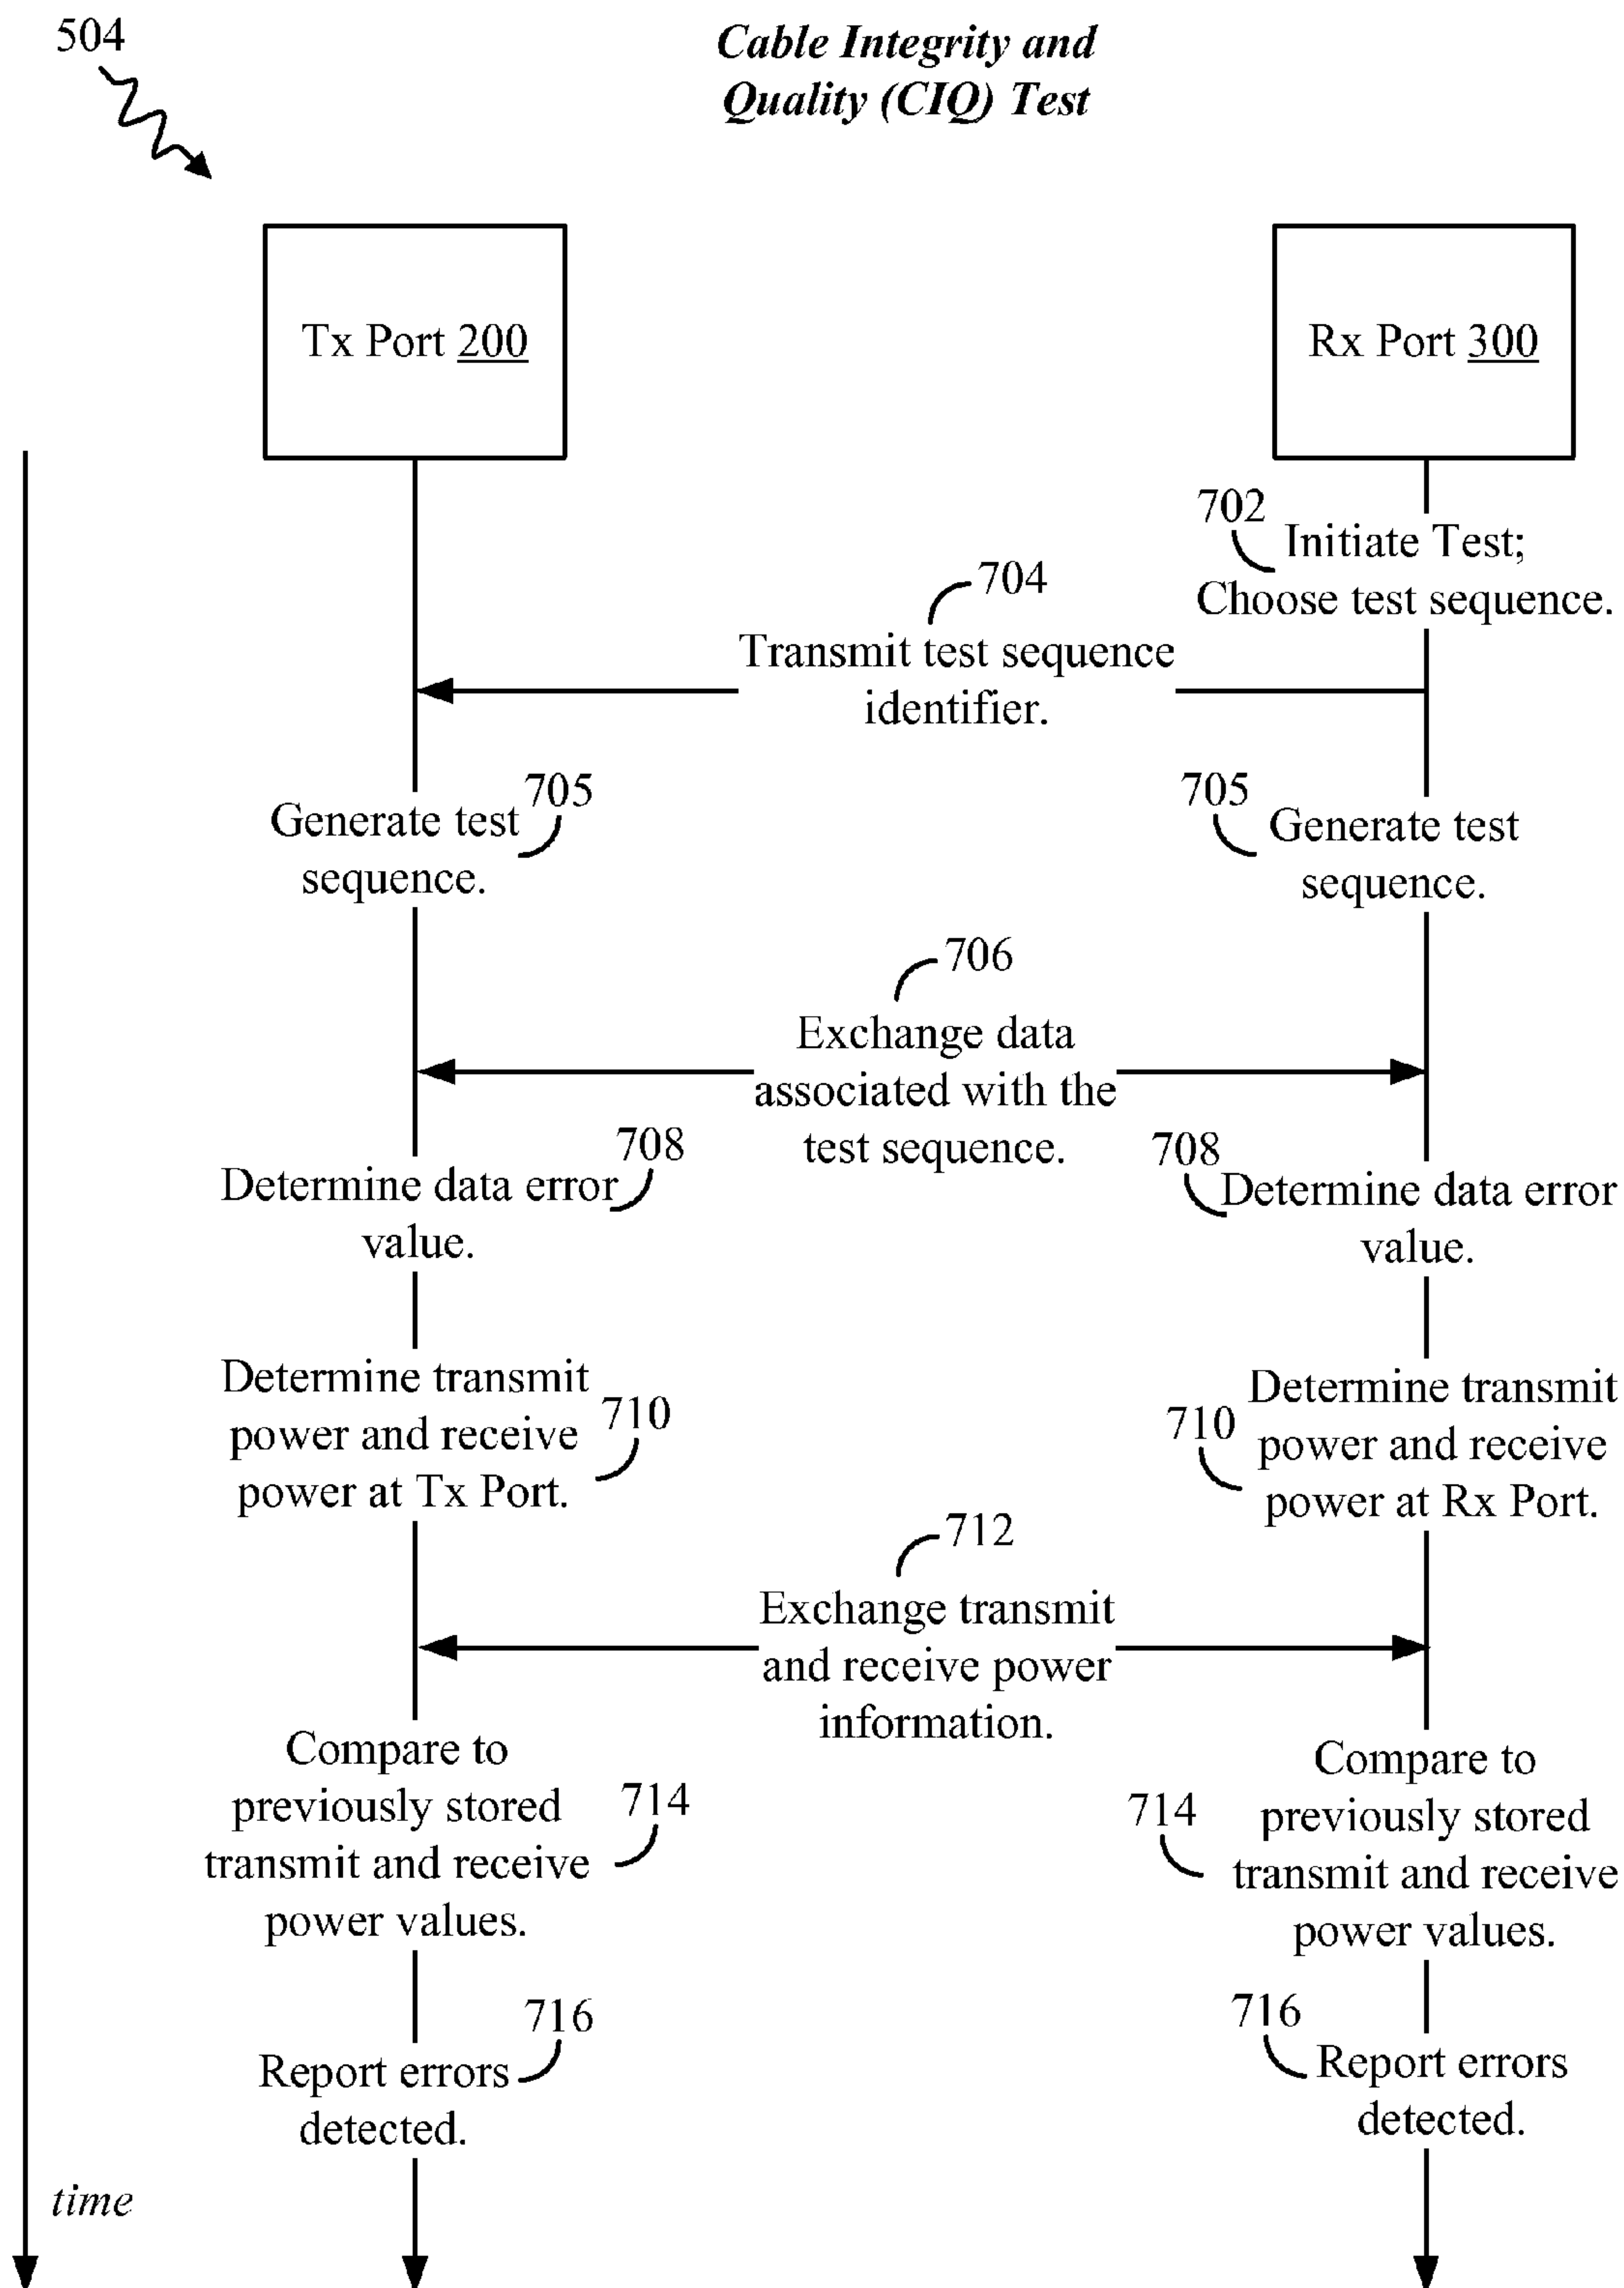 504
Cable Integrity and
Quality (CIQ) Test
Tx Port 200
Rx Port 300
702
Initiate Test;
Choose test sequence.
704
Transmit test sequence
identifier.
705
Generate test
sequence.
705
Generate test
sequence.
706
Exchange data
associated with the
test sequence.
708
Determine data error
value.
708
Determine data error
value.
Determine transmit
power and receive
power at Tx Port.
710
710
Determine transmit
power and receive
power at Rx Port.
712
Exchange transmit
and receive power
information.
Compare to
previously stored
transmit and receive
power values.
714
714
Compare to
previously stored
transmit and receive
power values.
716
Report errors
detected.
716
Report errors
detected.
time